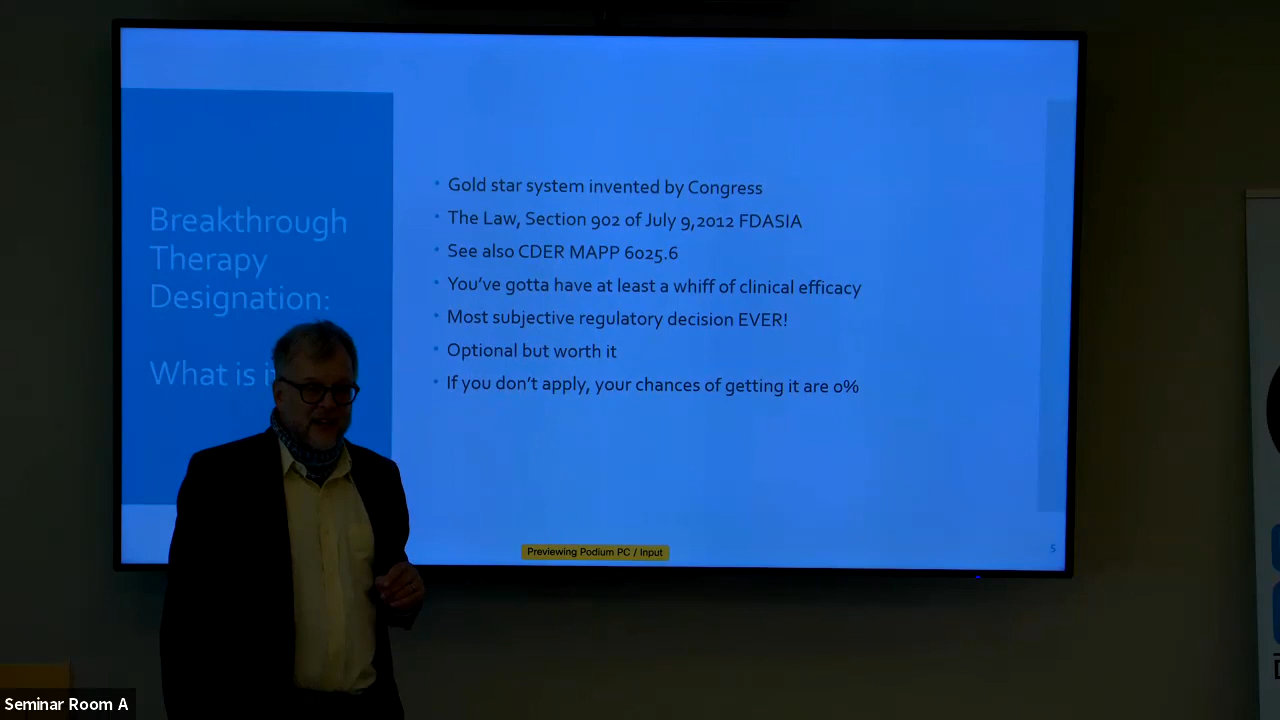 Breakthrough
Therapy
Designation:
What is i
Gold star system invented by Congress
The Law, Section 902 of July 9,2012 FDASIA
See also CDER MAPP 6025.6
You've gotta have at least a whiff of clinical efficacy
Most subjective regulatory decision EVER!
Optional but worth it
If you don't apply, your chances of getting it are 0%
Previewing Podium PC / Input
5
Seminar Room A